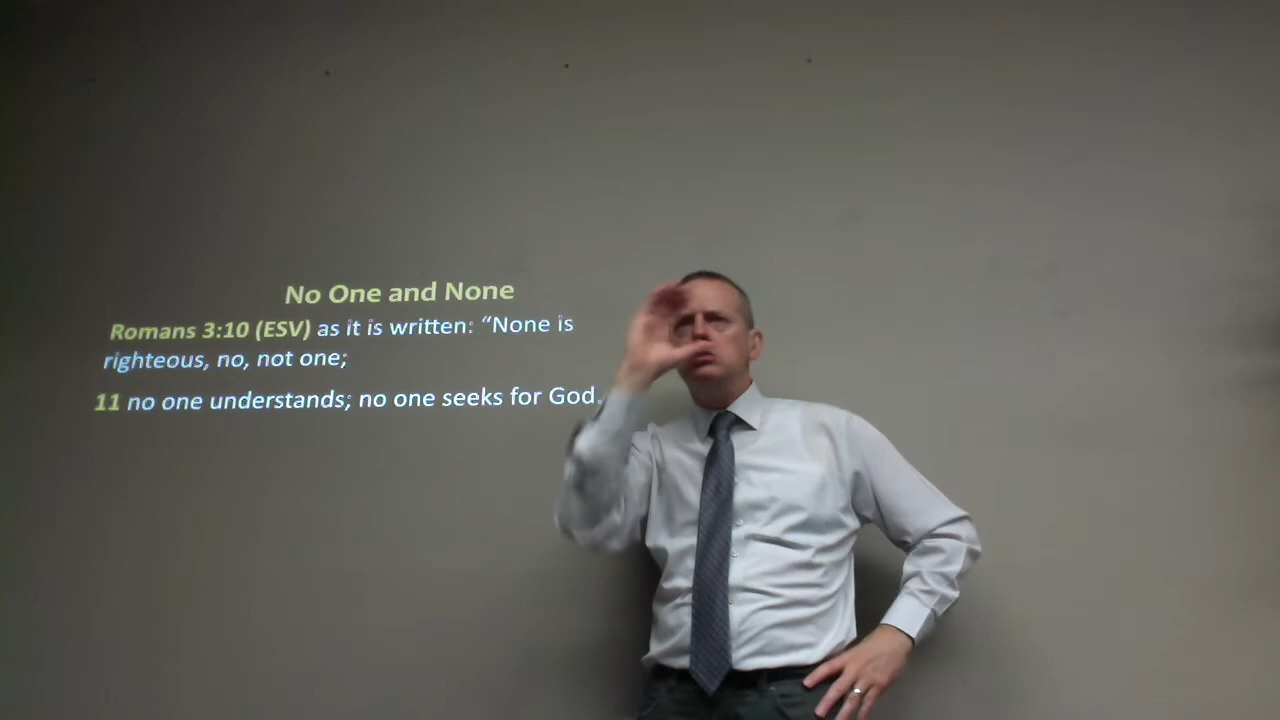 No One and None
Romans 3:10 (ESV) as it is written: “None is
righteous, no, not one;
11 no one understands; no one seeks for God.